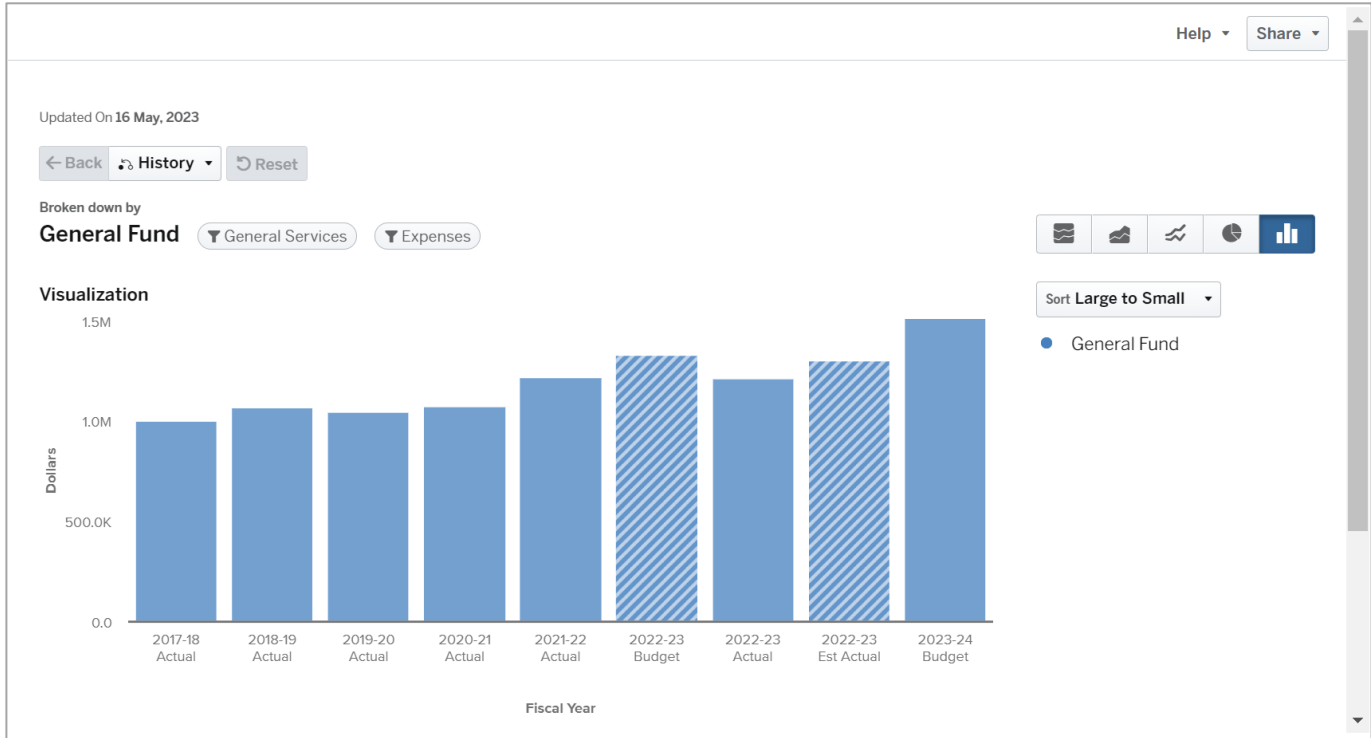 Help
Share
Updated On 16 May, 2023
Back
History
Reset
Broken down by
General Fund
General Services
Expenses
Visualization
Sort Large to Small
General Fund
1.5M
1.0M
500.0K
0.0
Dollars
2017-18
Actual
2018-19
Actual
2019-20
Actual
2020-21
Actual
2021-22
Actual
2022-23
Budget
2022-23
Actual
2022-23
Est Actual
2023-24
Budget
Fiscal Year